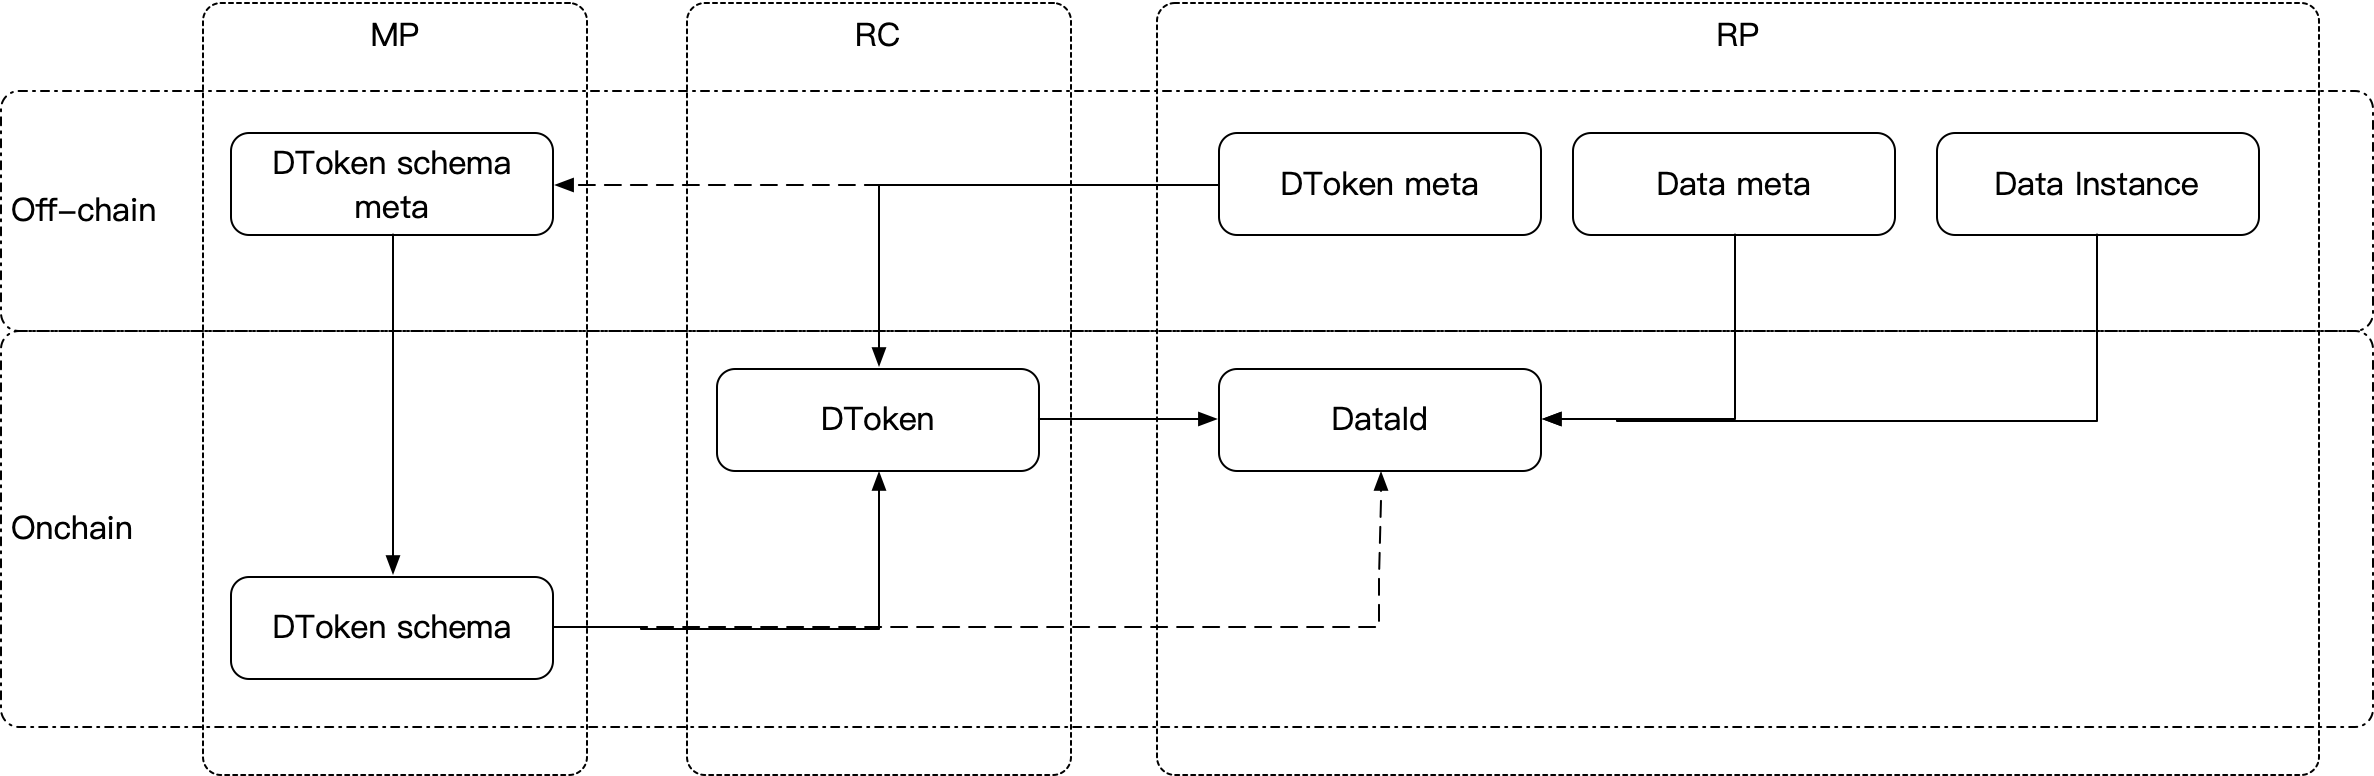 MP
RC
RP
Off-chain
DToken schema
meta
DToken meta
Data meta
Data Instance
Onchain
DToken
DataId
DToken schema